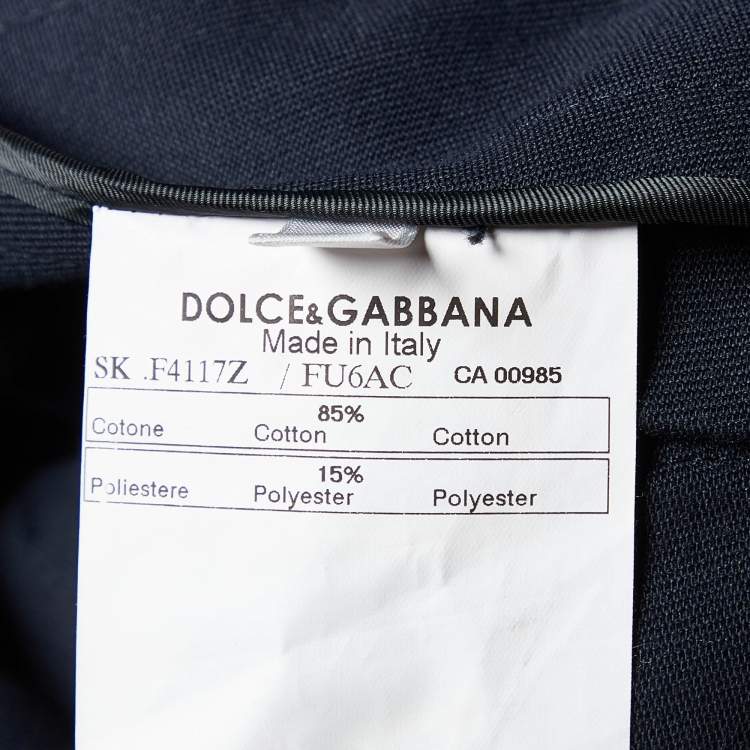 DOLCE&GABBANA
Made in Italy
SK .F4117Z / FU6AC CA 00985
85%
Cotone Cotton Cotton
15%
Poliestere Polyester Polyester